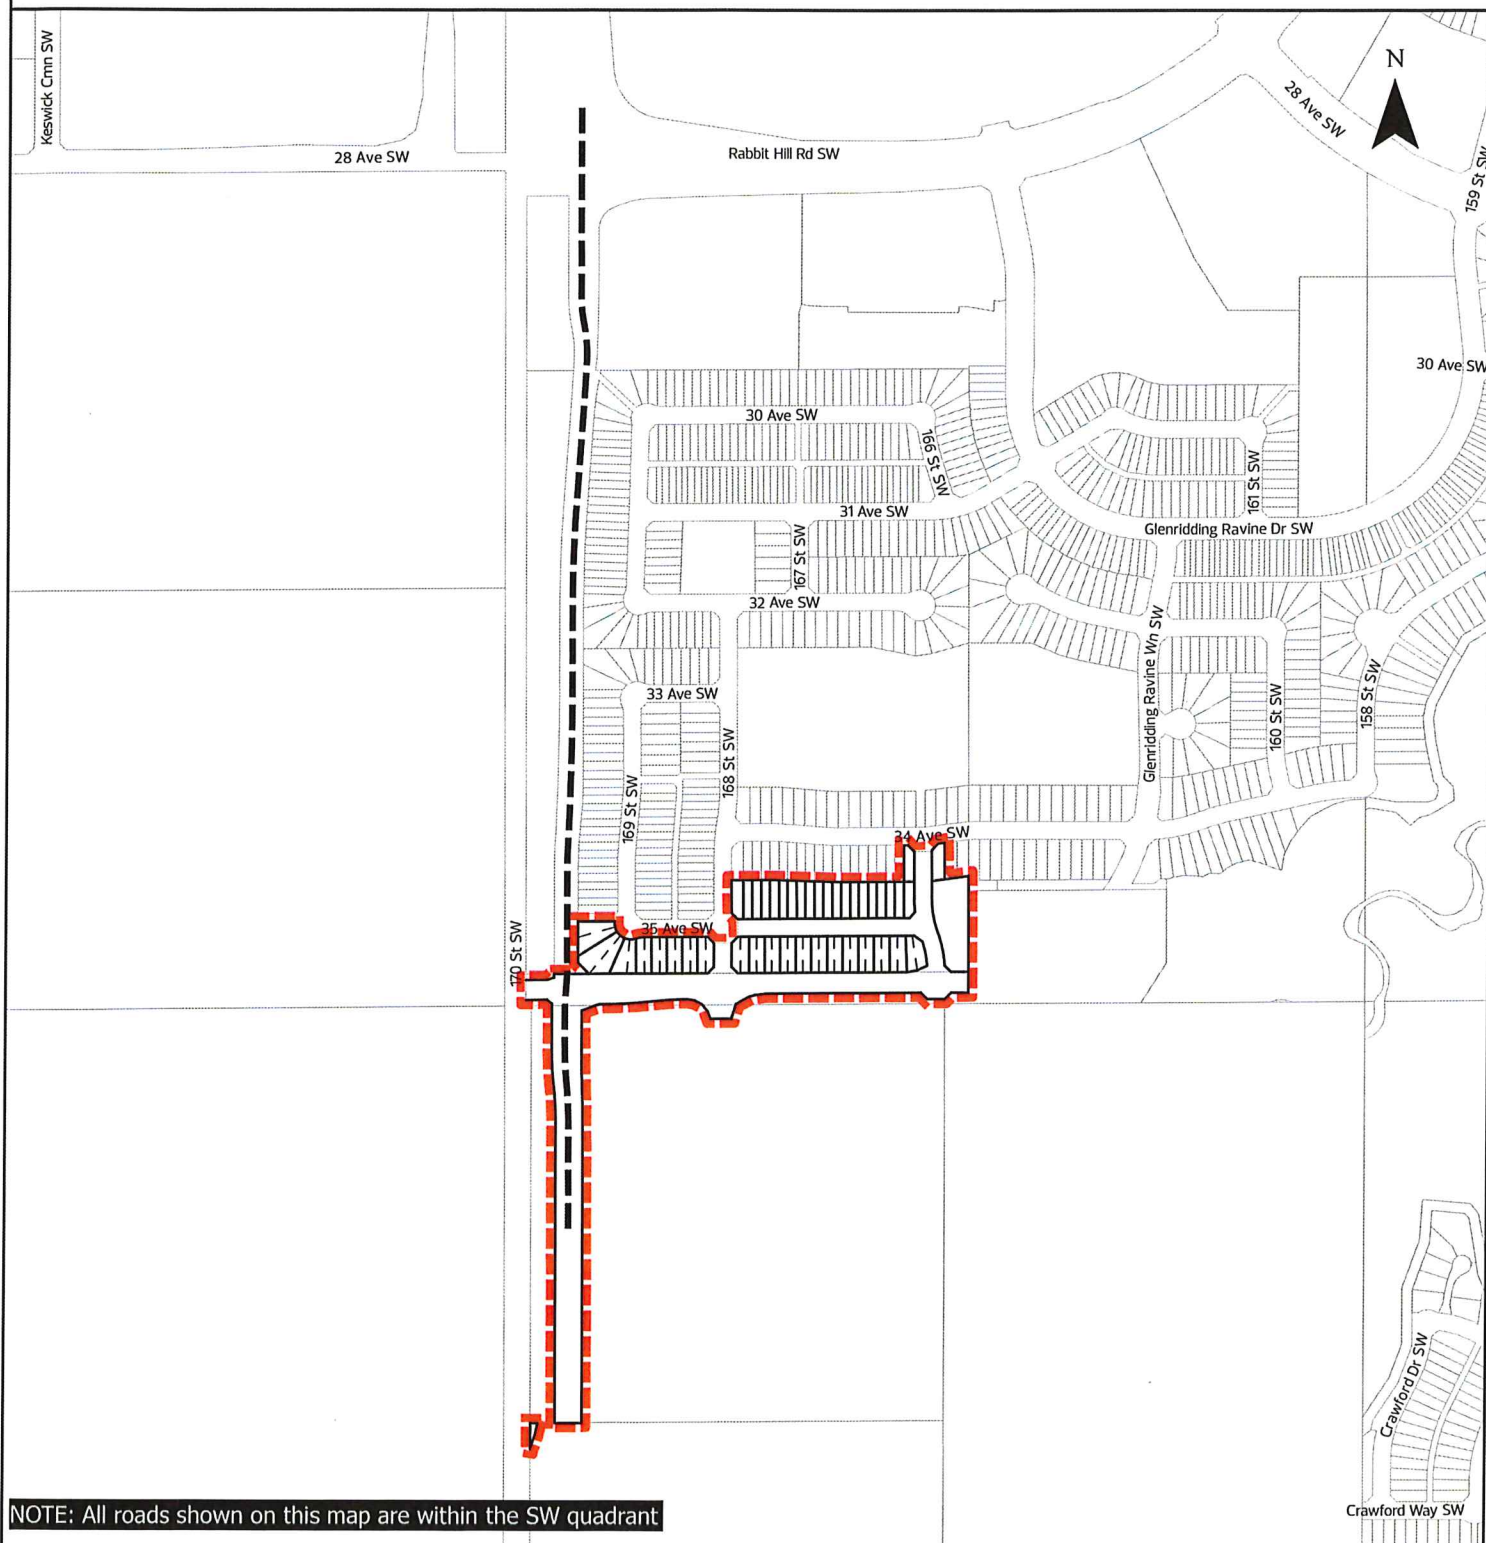 Keswick Cmn SW
N
28 Ave SW
28 Ave SW
Rabbit Hill Rd SW
159 St SW
30 Ave SW
30 Ave SW
166 St SW
161 St SW
31 Ave SW
Glenridding Ravine Dr SW
167 St SW
32 Ave SW
Glenridding Ravine Wn SW
33 Ave SW
158 St SW
160 St SW
168 St SW
169 St SW
34 Ave SW
35 Ave SW
170 St SW
Crawford Dr SW
NOTE: All roads shown on this map are within the SW quadrant
Crawford Way SW